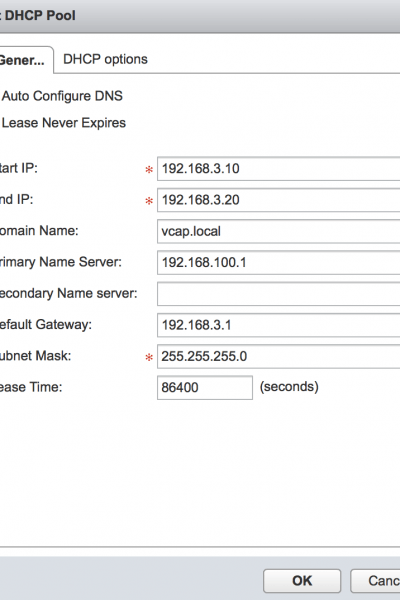 t DHCP Pool
Gener... DHCP options
Auto Configure DNS
Lease Never Expires
tart IP: * 192.168.3.10
nd IP: * 192.168.3.20
omain Name: vcap.local
rimary Name Server: 192.168.100.1
econdary Name server:
efault Gateway: 192.168.3.1
ubnet Mask: * 255.255.255.0
ease Time: 86400 (seconds)
OK Canc